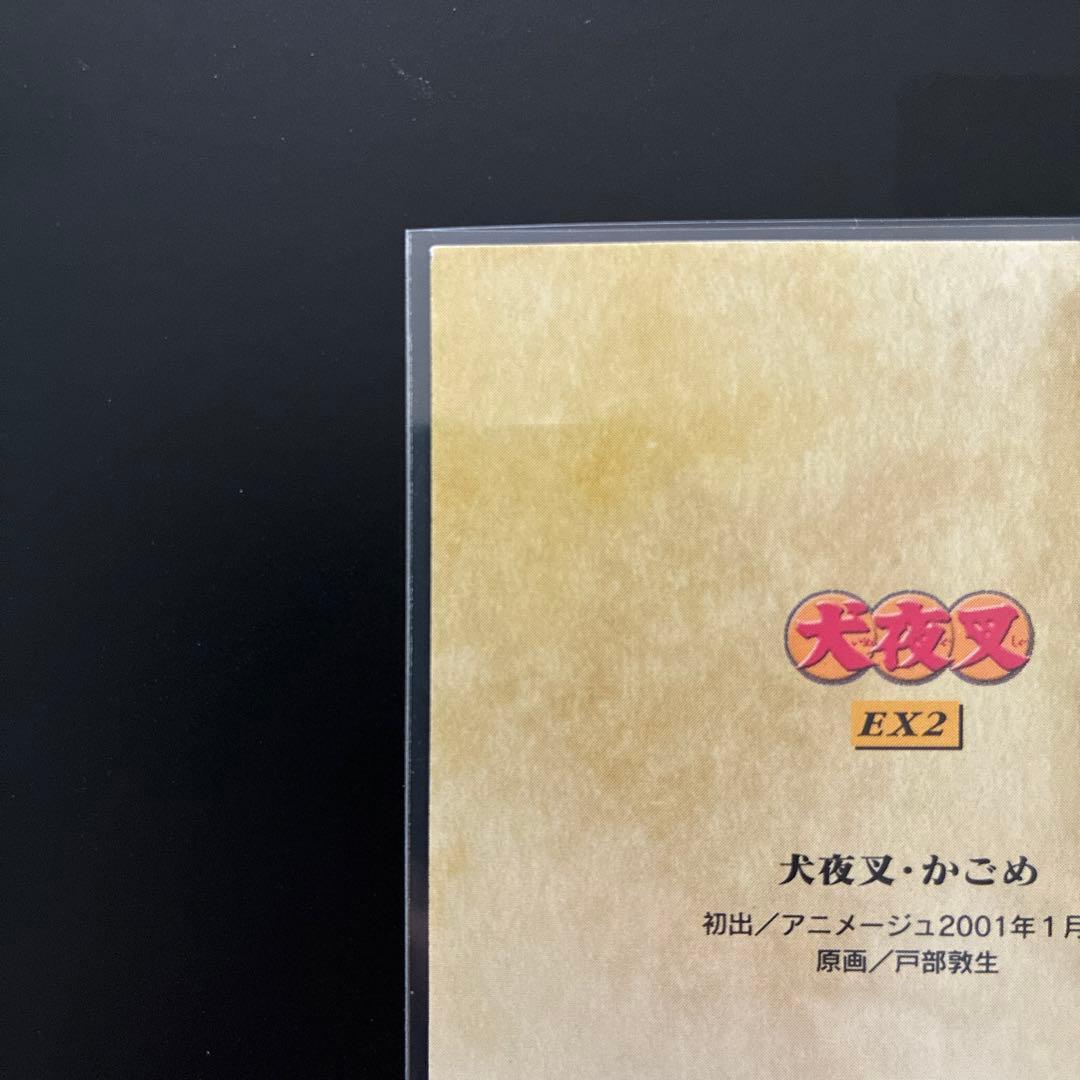 犬夜叉
EX2
犬夜叉・かごめ
初出／アニメージュ2001年1月
原画／戸部敦生